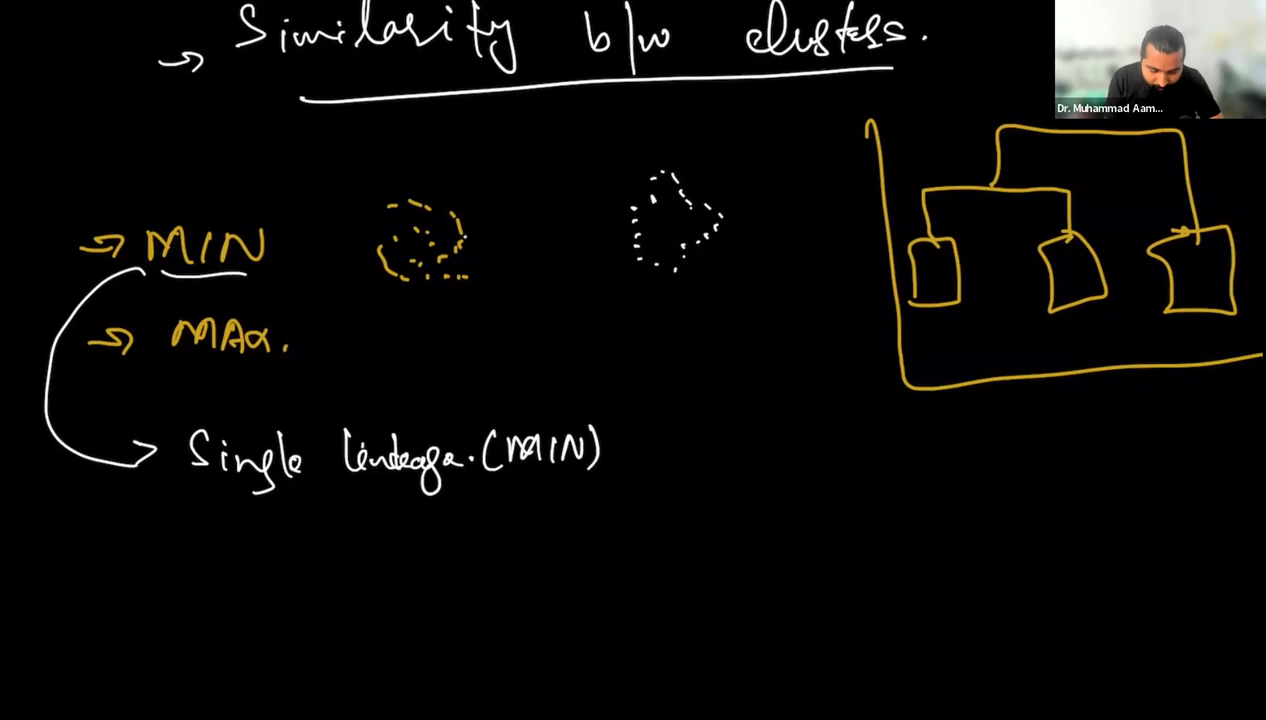 → Similarity b/w clusters.
Dr. Muhammad Aam...
→ MIN
→ MAX.
Single linkage. (MIN)